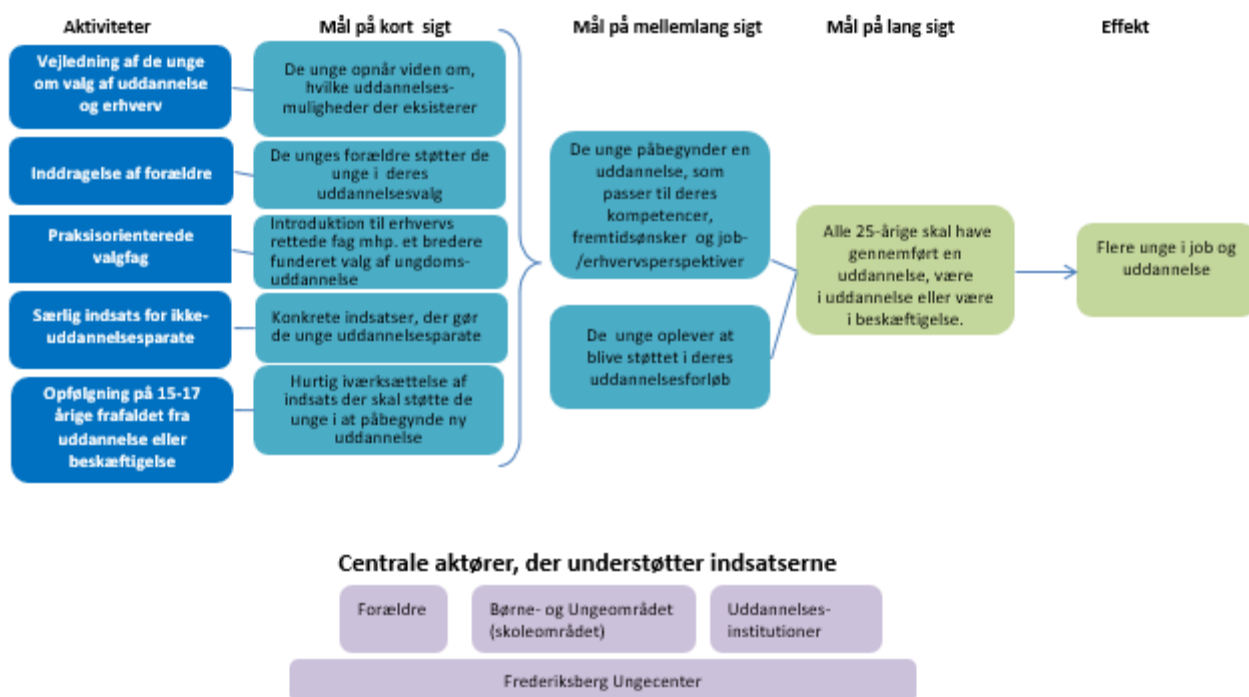 Aktiviteter
Mål på kort sigt
Mål på mellemlang sigt
Mål på lang sigt
Effekt
Vejledning af de unge
om valg af uddannelse
og erhverv
De unge opnår viden om,
hvilke uddannelses-
muligheder der eksisterer
Inddragelse af forældre
De unges forældre støtter de
unge i deres
uddannelsesvalg
Praksisorienterede
valgfag
Introduktion til erhvervs
rettede fag mhp. et bredere
funderet valg af ungdoms-
uddannelse
Særlig indsats for ikke-
uddannelsesparate
Konkrete indsatser, der gør
de unge uddannelsesparate
Opfølgning på 15-17
årige frafaldet fra
uddannelse eller
beskæftigelse
Hurtig iværksættelse af
indsats der skal støtte de
unge i at påbegynde ny
uddannelse
De unge påbegynder en
uddannelse, som
passer til deres
kompetencer,
fremtidsønsker og job-
/erhvervsperspektiver
De unge oplever at
blive støttet i deres
uddannelsesforløb
Alle 25-årige skal have
gennemført en
uddannelse, være
i uddannelse eller være
i beskæftigelse.
Flere unge i job og
uddannelse
Centrale aktører, der understøtter indsatserne
Forældre
Børne- og Ungeområdet
(skoleområdet)
Uddannelses-
institutioner
Frederiksberg Ungecenter